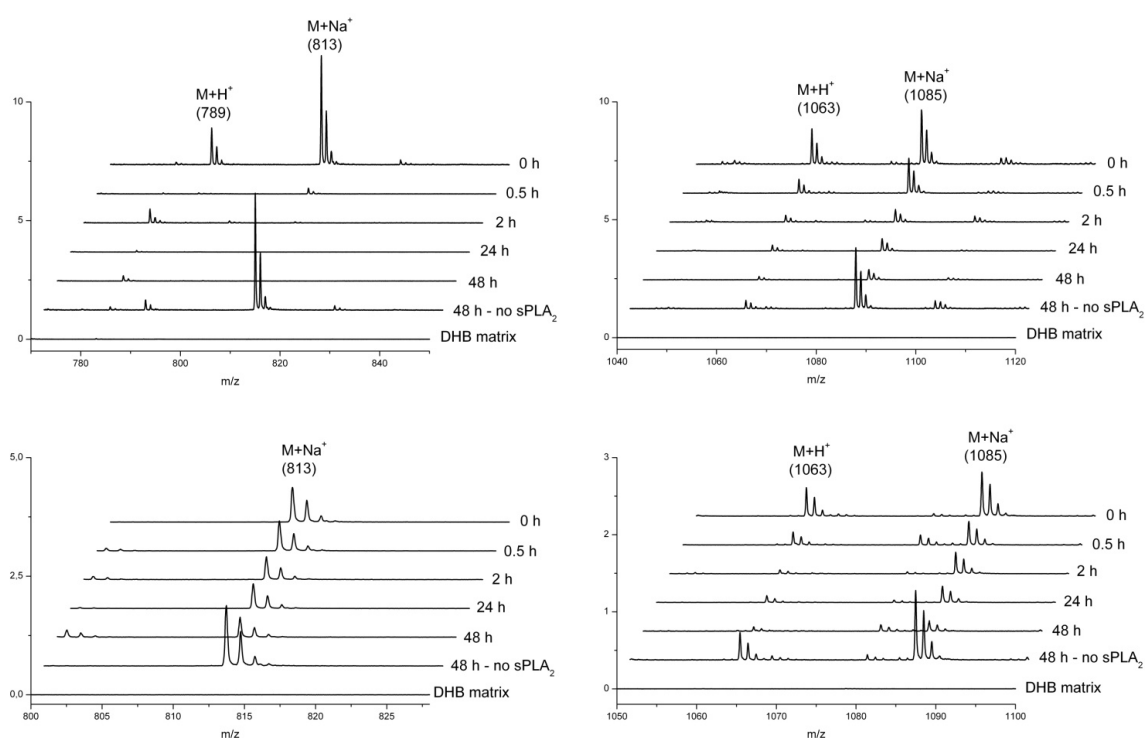 M+Na⁺
(813)
M+H⁺
(789)
10
5
0
0 h
0.5 h
2 h
24 h
48 h
48 h - no sPLA₂
DHB matrix
780 800 820 840
m/z
M+H⁺
(1063)
M+Na⁺
(1085)
10
5
0
0 h
0.5 h
2 h
24 h
48 h
48 h - no sPLA₂
DHB matrix
1040 1060 1080 1100 1120
m/z
M+Na⁺
(813)
5,0
2,5
0,0
0 h
0.5 h
2 h
24 h
48 h
48 h - no sPLA₂
DHB matrix
800 805 810 815 820 825
m/z
M+H⁺
(1063)
M+Na⁺
(1085)
3
2
1
0
0 h
0.5 h
2 h
24 h
48 h
48 h - no sPLA₂
DHB matrix
1050 1060 1070 1080 1090 1100
m/z